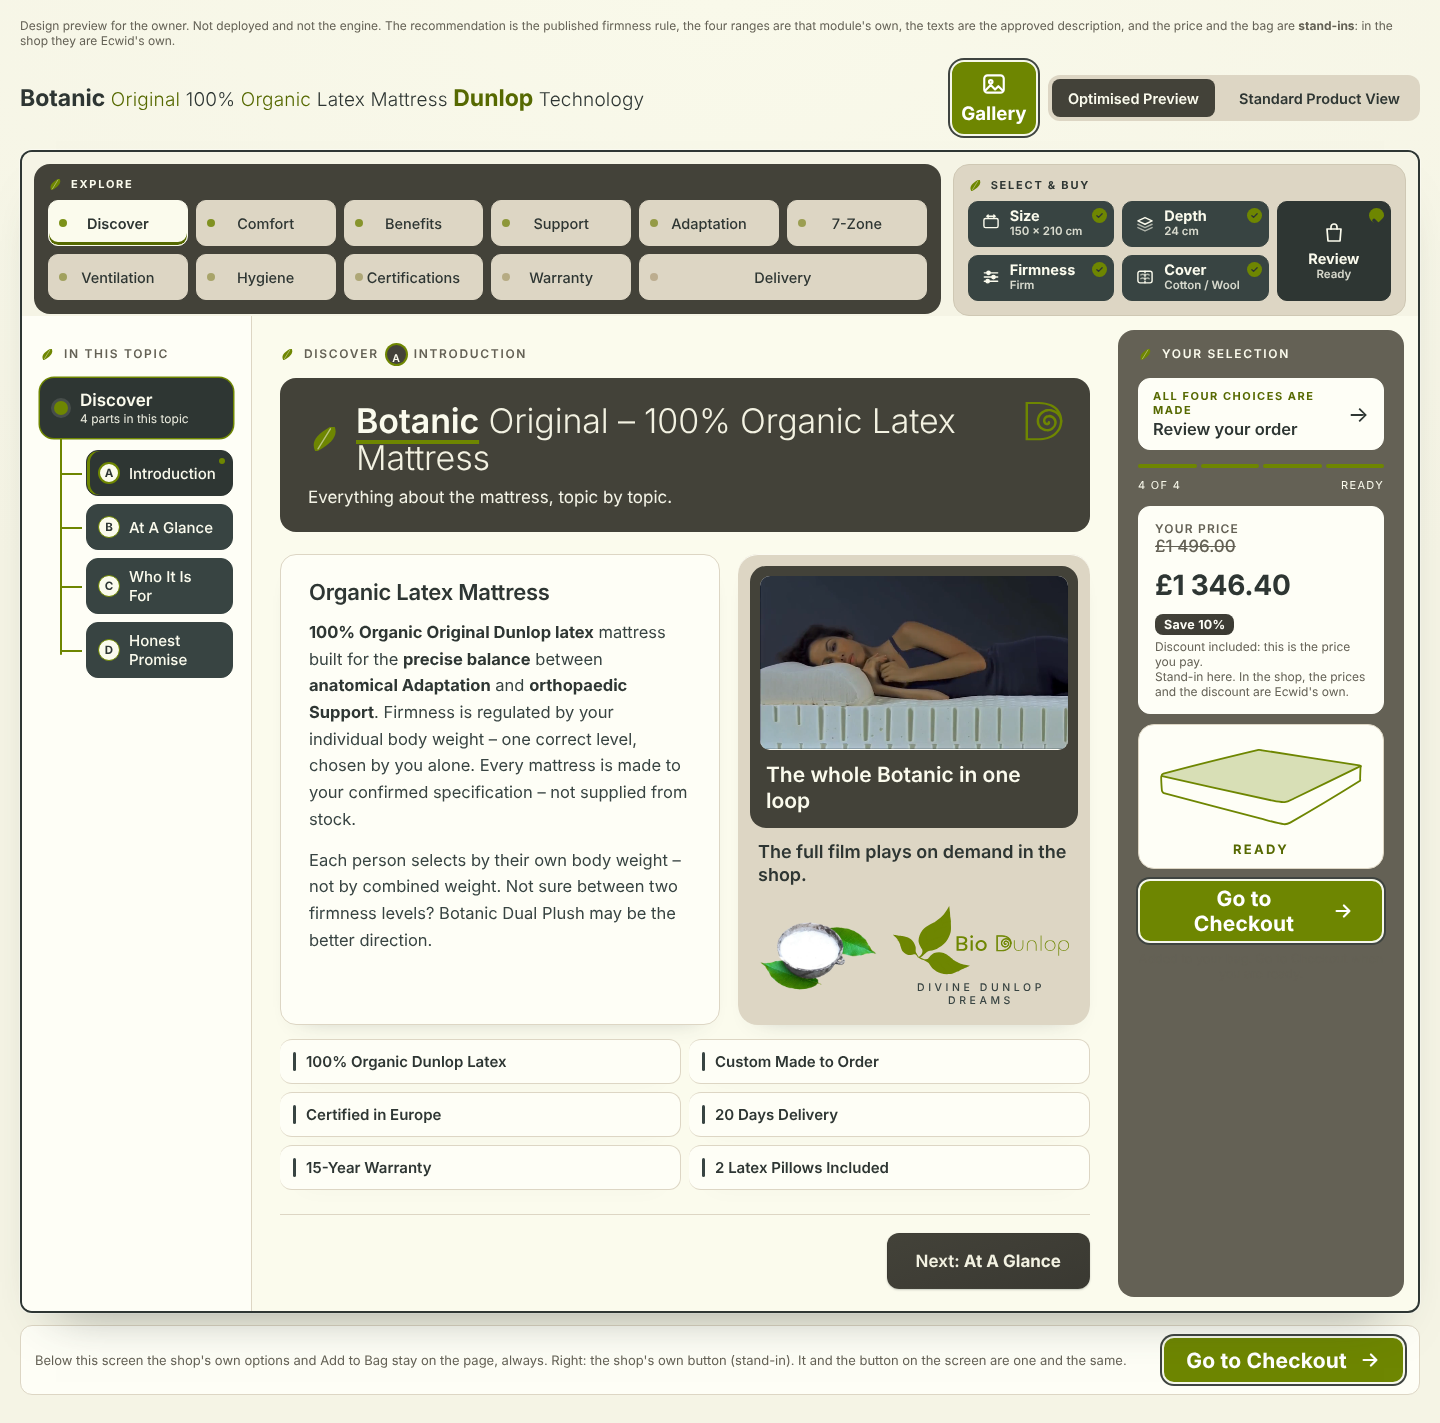 Design preview for the owner. Not deployed and not the engine. The recommendation is the published firmness rule, the four ranges are that module's own, the texts are the approved description, and the price and the bag are stand-ins: in the
shop they are Ecwid's own.
Botanic Original 100% Organic Latex Mattress Dunlop Technology
Gallery
Optimised Preview
Standard Product View
EXPLORE
Discover
Comfort
Benefits
Support
Adaptation
7-Zone
Ventilation
Hygiene
Certifications
Warranty
Delivery
SELECT & BUY
Size
150 × 210 cm
Depth
24 cm
Firmness
Firm
Cover
Cotton / Wool
Review
Ready
IN THIS TOPIC
Discover
4 parts in this topic
A Introduction
B At A Glance
C Who It Is
For
D Honest
Promise
DISCOVER A INTRODUCTION
Botanic Original – 100% Organic Latex
Mattress
Everything about the mattress, topic by topic.
Organic Latex Mattress
100% Organic Original Dunlop latex mattress
built for the precise balance between
anatomical Adaptation and orthopaedic
Support. Firmness is regulated by your
individual body weight – one correct level,
chosen by you alone. Every mattress is made to
your confirmed specification – not supplied from
stock.
Each person selects by their own body weight –
not by combined weight. Not sure between two
firmness levels? Botanic Dual Plush may be the
better direction.
The whole Botanic in one
loop
The full film plays on demand in the
shop.
Bio Dunlop
DIVINE DUNLOP
DREAMS
100% Organic Dunlop Latex
Custom Made to Order
Certified in Europe
20 Days Delivery
15-Year Warranty
2 Latex Pillows Included
Next: At A Glance
YOUR SELECTION
ALL FOUR CHOICES ARE
MADE
Review your order
4 OF 4
READY
YOUR PRICE
£1 496.00
£1 346.40
Save 10%
Discount included: this is the price
you pay.
Stand-in here. In the shop, the prices
and the discount are Ecwid's own.
READY
Go to
Checkout
Below this screen the shop's own options and Add to Bag stay on the page, always. Right: the shop's own button (stand-in). It and the button on the screen are one and the same.
Go to Checkout